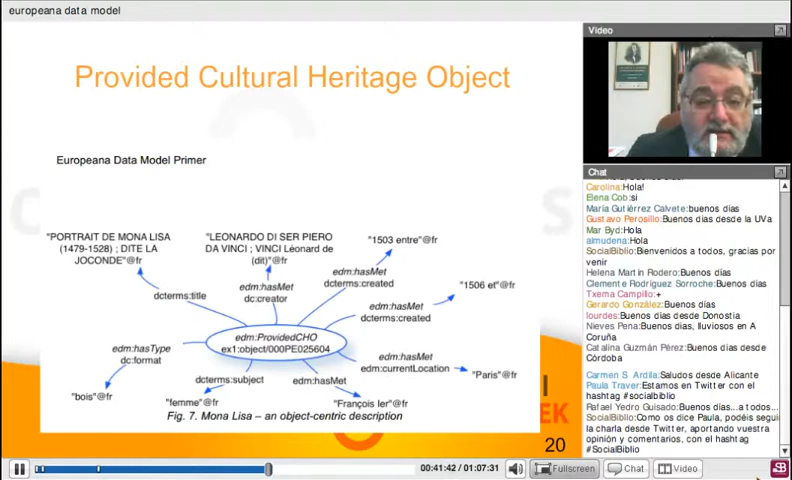 europeana data model
Provided Cultural Heritage Object
Europeana Data Model Primer
"PORTRAIT DE MONA LISA
(1479-1528) ; DITE LA
JOCONDE"@fr
"LEONARDO DI SER PIERO
DA VINCI ; VINCI Léonard de
(dit)"@fr
"1503 entre"@fr
"1506 et"@fr
dcterms:title
edm:hasMet
dc:creator
edm:hasMet
dcterms:created
edm:hasMet
dcterms:created
edm:ProvidedCHO
ex1:object/000PE025604
edm:hasType
dc:format
dcterms:subject
edm:hasMet
edm:hasMet
edm:currentLocation
"Paris"@fr
"bois"@fr
"femme"@fr
"François Ier"@fr
Fig. 7. Mona Lisa – an object-centric description
20
00:41:42 / 01:07:31
Fullscreen
Chat
Video
Video
Chat
Carolina:Hola!
Elena Cob:si
María Gutiérrez Calvete:buenos dias
Gustavo Perosillo:Buenos dias desde la UVa
Mar Byd:Hola
almudena:Hola
SocialBiblio:Bienvenidos a todos, gracias por
venir
Helena Martín Rodero:Buenos dias
Clemente Rodríguez Sorroche:Buenos dias
Txema Campillo:+
Gerardo González:Buenos días
lourdes:Buenos días desde Donostia
Nieves Pena:Buenos días, lluviosos en A
Coruña
Catalina Guzmán Pérez:Buenos días desde
Córdoba
Carmen S Ardila:Saludos desde Alicante
Paula Traver:Estamos en Twitter con el
hashtag #socialbiblio
Rafael Yedro Guisado:Buenos días...a todos...
SocialBiblio:Como os dice Paula, podéis segui
la charla desde Twitter, aportando vuestra
opinión y comentarios, con el hashtag
#SocialBiblio